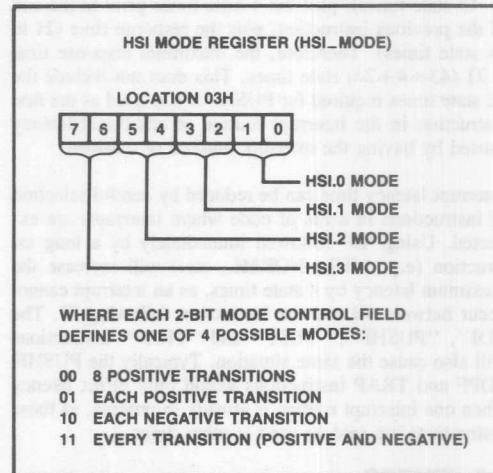 HSI MODE REGISTER (HSI_MODE)
LOCATION 03H
7 6 5 4 3 2 1 0
HSI.0 MODE
HSI.1 MODE
HSI.2 MODE
HSI.3 MODE
WHERE EACH 2-BIT MODE CONTROL FIELD
DEFINES ONE OF 4 POSSIBLE MODES:
00 8 POSITIVE TRANSITIONS
01 EACH POSITIVE TRANSITION
10 EACH NEGATIVE TRANSITION
11 EVERY TRANSITION (POSITIVE AND NEGATIVE)